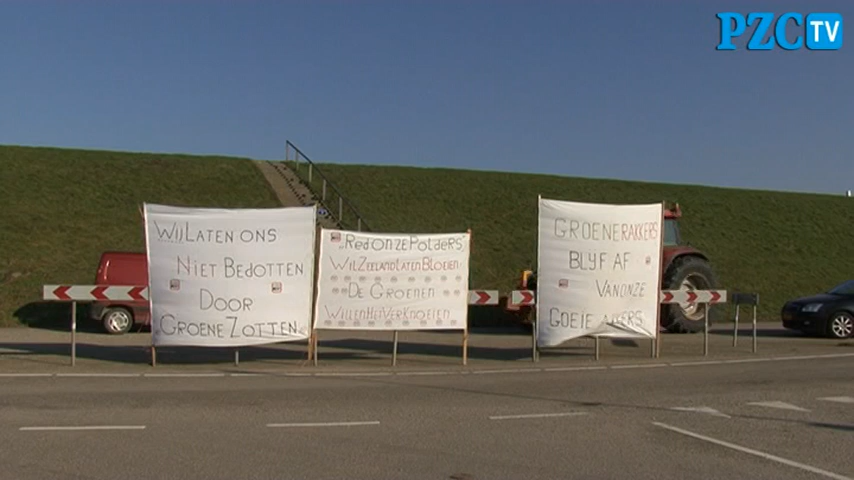 PZC TV
WIJ LATEN ONS
NIET BEDOTTEN
DOOR
GROENE ZOTTEN
"RED ONZE POLDERS"
WIL ZEELAND LATEN BLOEIEN
DE GROENEN
WILLEN HET VERKNOEIEN
GROENE RAKKERS
BLYF AF
VAN ONZE
GOEIE AKKERS